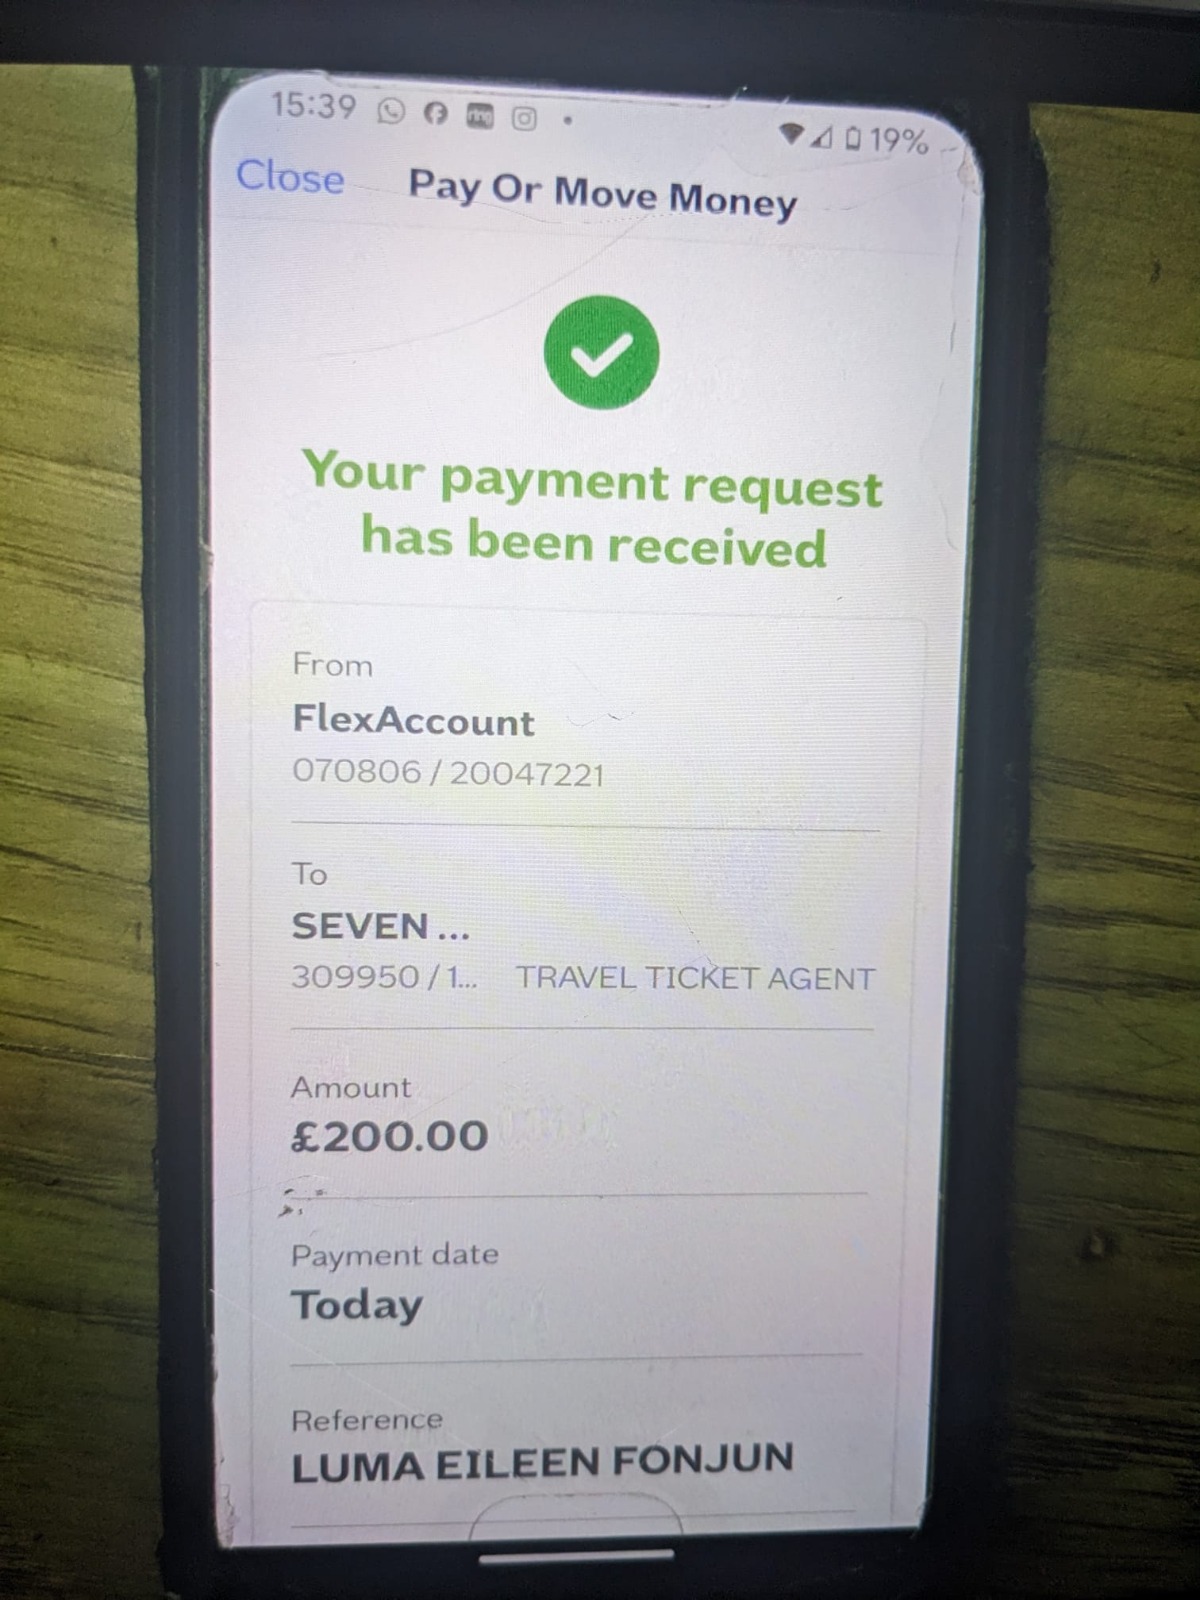 15:39 19%
Close Pay Or Move Money
Your payment request
has been received
From
FlexAccount
070806 / 20047221
To
SEVEN ...
309950 / 1... TRAVEL TICKET AGENT
Amount
£200.00
Payment date
Today
Reference
LUMA EILEEN FONJUN